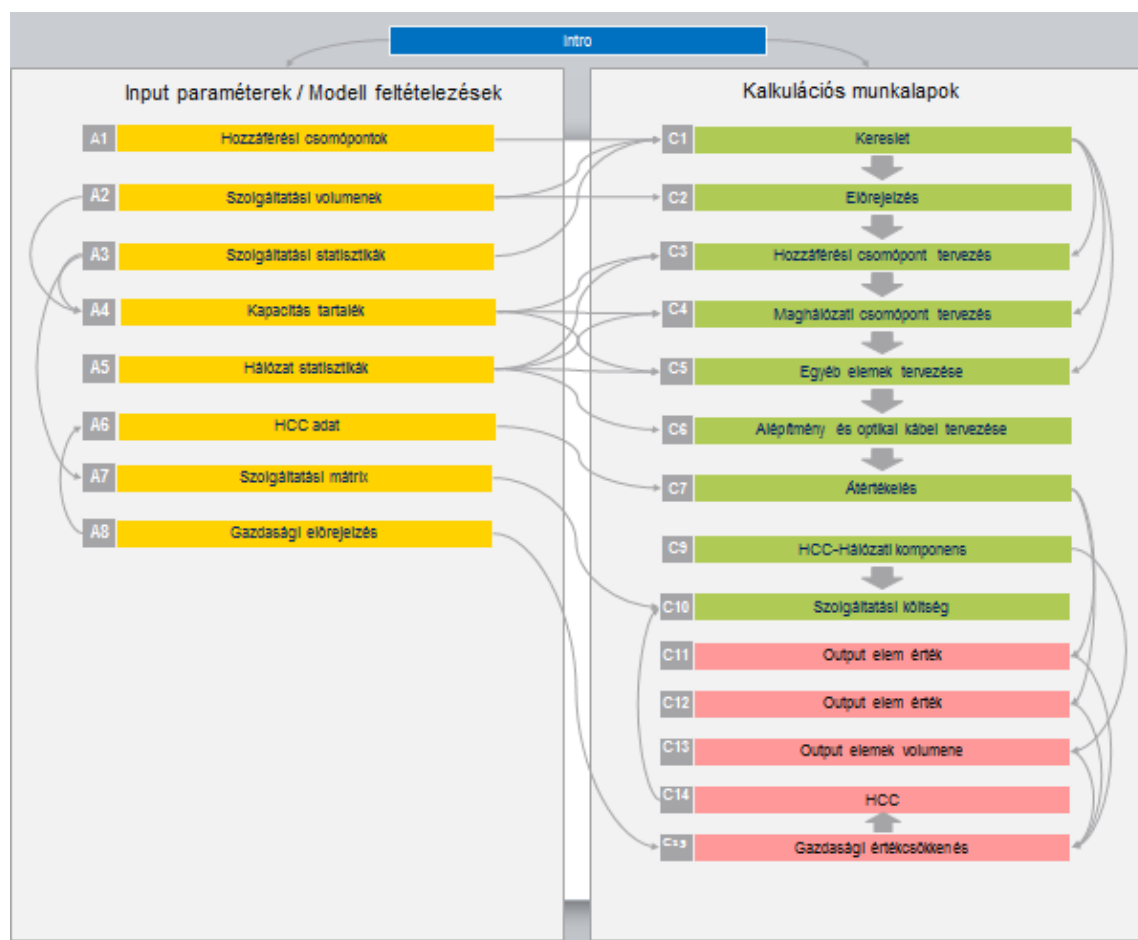 Intro
Input paraméterek / Modell feltételezések
A1 Hozzáférési csomópontok
A2 Szolgáltatási volumenek
A3 Szolgáltatási statisztikák
A4 Kapacitás tartalék
A5 Hálózat statisztikák
A6 HCC adat
A7 Szolgáltatási mátrix
A8 Gazdasági előrejelzés
Kalkulációs munkalapok
C1 Kereslet
C2 Előrejelzés
C3 Hozzáférési csomópont tervezés
C4 Maghálózati csomópont tervezés
C5 Egyéb elemek tervezése
C6 Alépítmény és optikai kábel tervezése
C7 Átértékelés
C9 HCC-Hálózati komponens
C10 Szolgáltatási költség
C11 Output elem érték
C12 Output elem érték
C13 Output elemek volumene
C14 HCC
Gazdasági értékcsökkenés